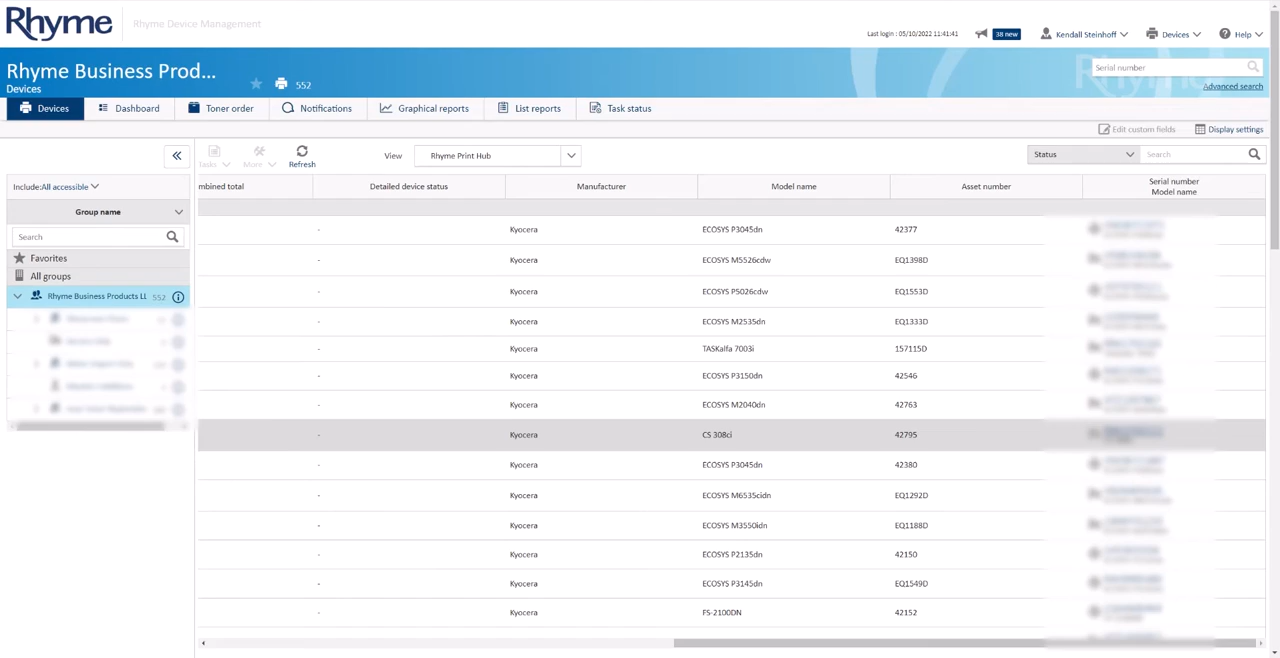 Rhyme
Rhyme Device Management
Last login : 05/10/2022 11:41:41
38 new
Kendall Steinhoff
Devices
Help
Rhyme Business Prod...
552
Devices
Serial number
Advanced search
Devices
Dashboard
Toner order
Notifications
Graphical reports
List reports
Task status
Edit custom fields
Display settings
Tasks
More
Refresh
View
Rhyme Print Hub
Status
Search
Include:All accessible
Group name
Search
Favorites
All groups
Rhyme Business Products LL 552
mbined total Detailed device status Manufacturer Model name Asset number Serial number
Model name
- Kyocera ECOSYS P3045dn 42377
- Kyocera ECOSYS M5526cdw EQ1398D
- Kyocera ECOSYS P5026cdw EQ1553D
- Kyocera ECOSYS M2535dn EQ1333D
- Kyocera TASKalfa 7003i 157115D
- Kyocera ECOSYS P3150dn 42546
- Kyocera ECOSYS M2040dn 42763
- Kyocera CS 308ci 42795
- Kyocera ECOSYS P3045dn 42380
- Kyocera ECOSYS M6535cidn EQ1292D
- Kyocera ECOSYS M3550idn EQ1188D
- Kyocera ECOSYS P2135dn 42150
- Kyocera ECOSYS P3145dn EQ1549D
- Kyocera FS-2100DN 42152